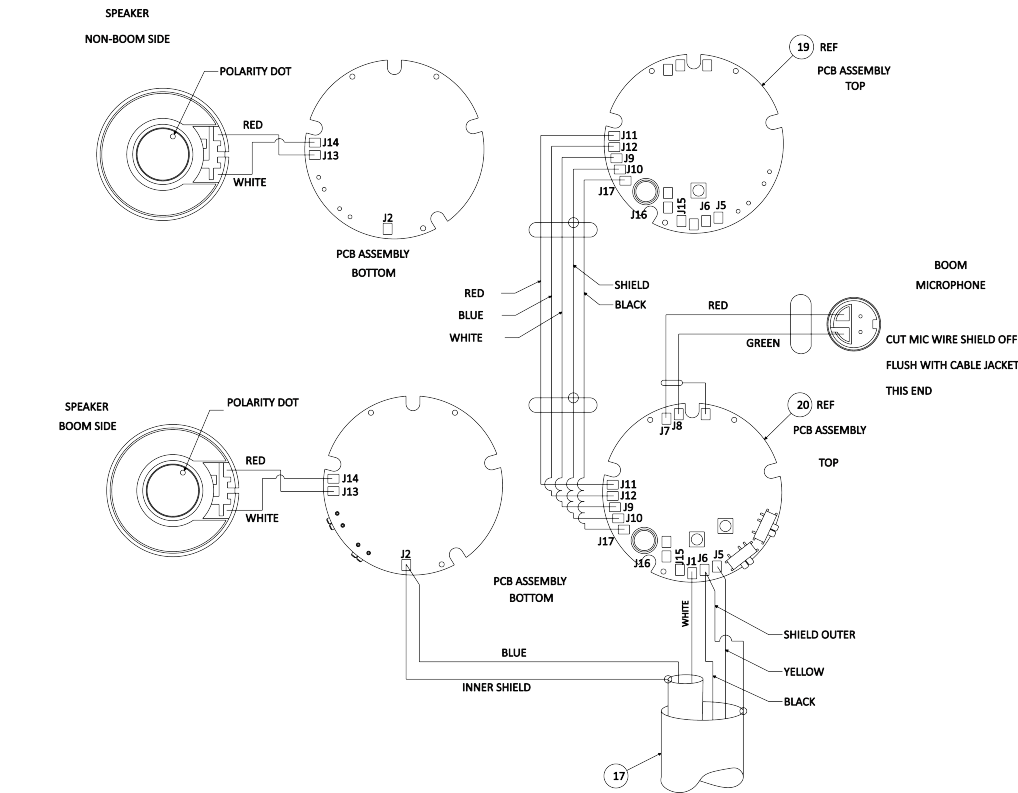 SPEAKER
NON-BOOM SIDE
POLARITY DOT
RED
WHITE
J14
J13
J2
PCB ASSEMBLY
BOTTOM
19 REF
PCB ASSEMBLY
TOP
J11
J12
J9
J10
J17
J16
J15
J6
J5
RED
BLUE
WHITE
SHIELD
BLACK
BOOM
MICROPHONE
RED
GREEN
CUT MIC WIRE SHIELD OFF
FLUSH WITH CABLE JACKET
THIS END
SPEAKER
BOOM SIDE
POLARITY DOT
RED
WHITE
J14
J13
J2
PCB ASSEMBLY
BOTTOM
20 REF
PCB ASSEMBLY
TOP
J7
J8
J11
J12
J9
J10
J17
J16
J15
J1
J6
J5
WHITE
SHIELD OUTER
YELLOW
BLACK
BLUE
INNER SHIELD
17